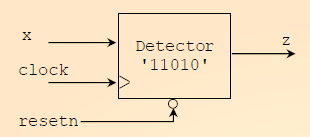 x
Detector
z
'11010'
clock
resetn